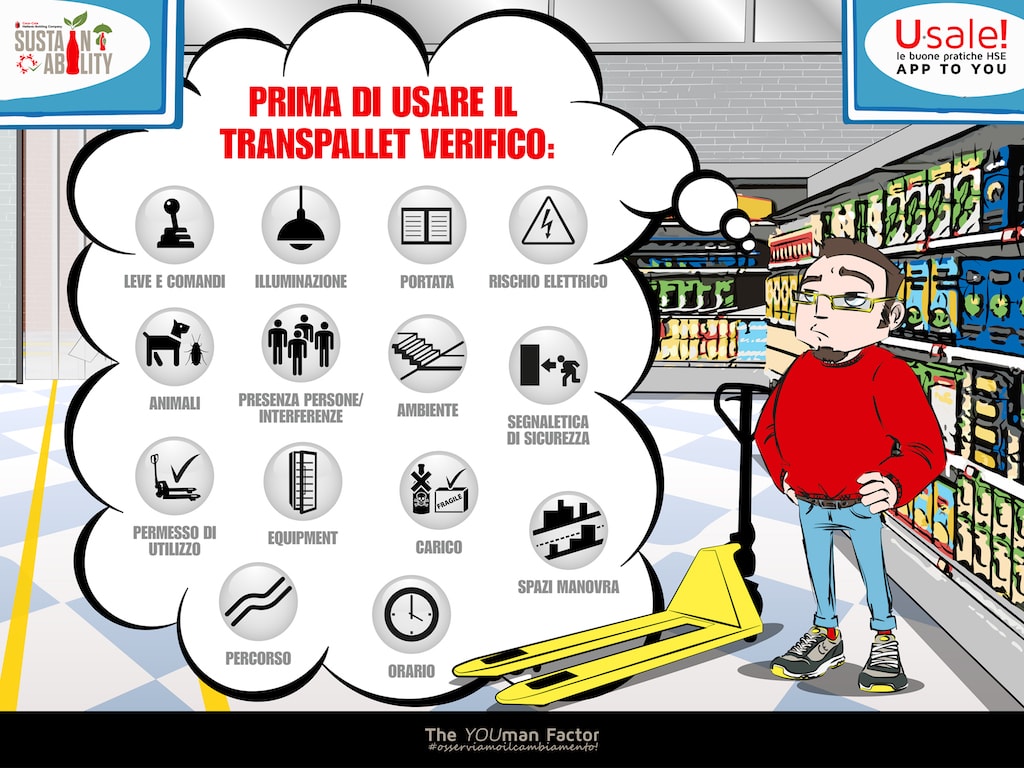 Coca-Cola Hellenic Bottling Company
SUSTAIN
ABILITY
U·sale!
le buone pratiche HSE
APP TO YOU
PRIMA DI USARE IL
TRANSPALLET VERIFICO:
LEVE E COMANDI
ILLUMINAZIONE
PORTATA
RISCHIO ELETTRICO
ANIMALI
PRESENZA PERSONE/
INTERFERENZE
AMBIENTE
SEGNALETICA
DI SICUREZZA
PERMESSO DI
UTILIZZO
EQUIPMENT
FRAGILE
CARICO
SPAZI MANOVRA
PERCORSO
ORARIO
The YOUman Factor
#osserviamoilcambiamento!